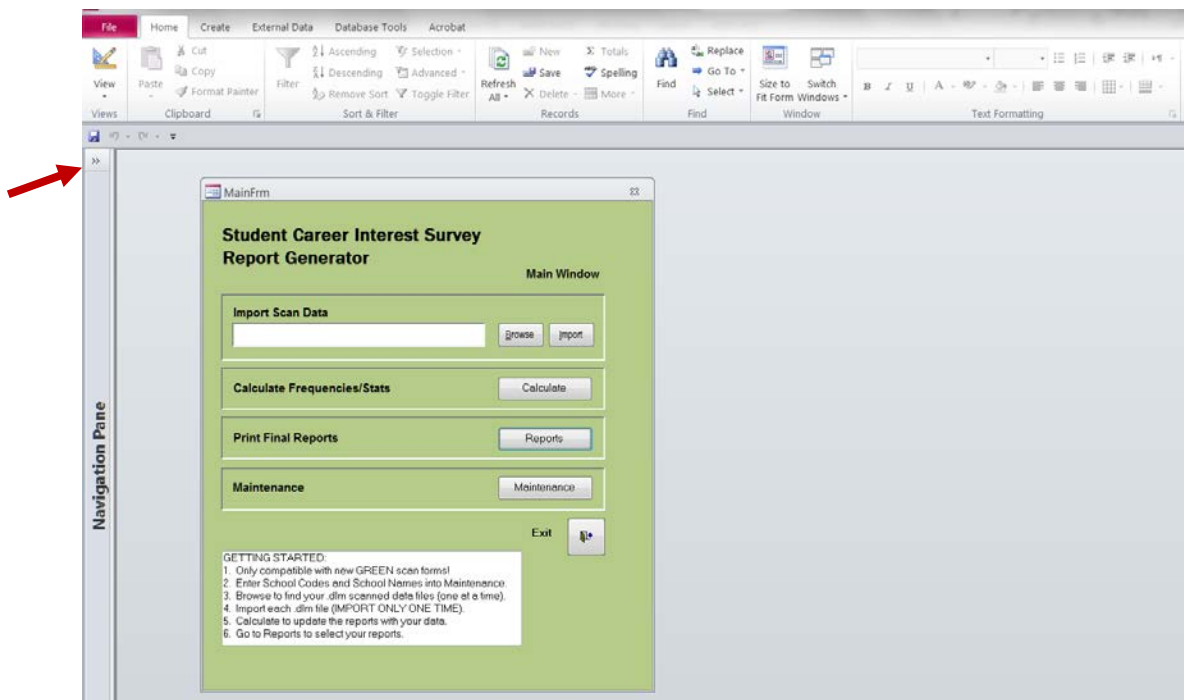 File Home Create External Data Database Tools Acrobat
Cut Ascending Selection New Totals Replace
Copy Descending Advanced Save Spelling Go To
View Paste Format Painter Filter Remove Sort Toggle Filter Refresh All Delete More Find Select Size to Fit Form Switch Windows
Views Clipboard Sort & Filter Records Find Window Text Formatting
MainFrm
Student Career Interest Survey
Report Generator
Main Window
Import Scan Data
Browse Import
Calculate Frequencies/Stats Calculate
Print Final Reports Reports
Maintenance Maintenance
Exit
Navigation Pane
GETTING STARTED:
1. Only compatible with new GREEN scan forms!
2. Enter School Codes and School Names into Maintenance.
3. Browse to find your .dlm scanned data files (one at a time).
4. Import each .dlm file (IMPORT ONLY ONE TIME).
5. Calculate to update the reports with your data.
6. Go to Reports to select your reports.